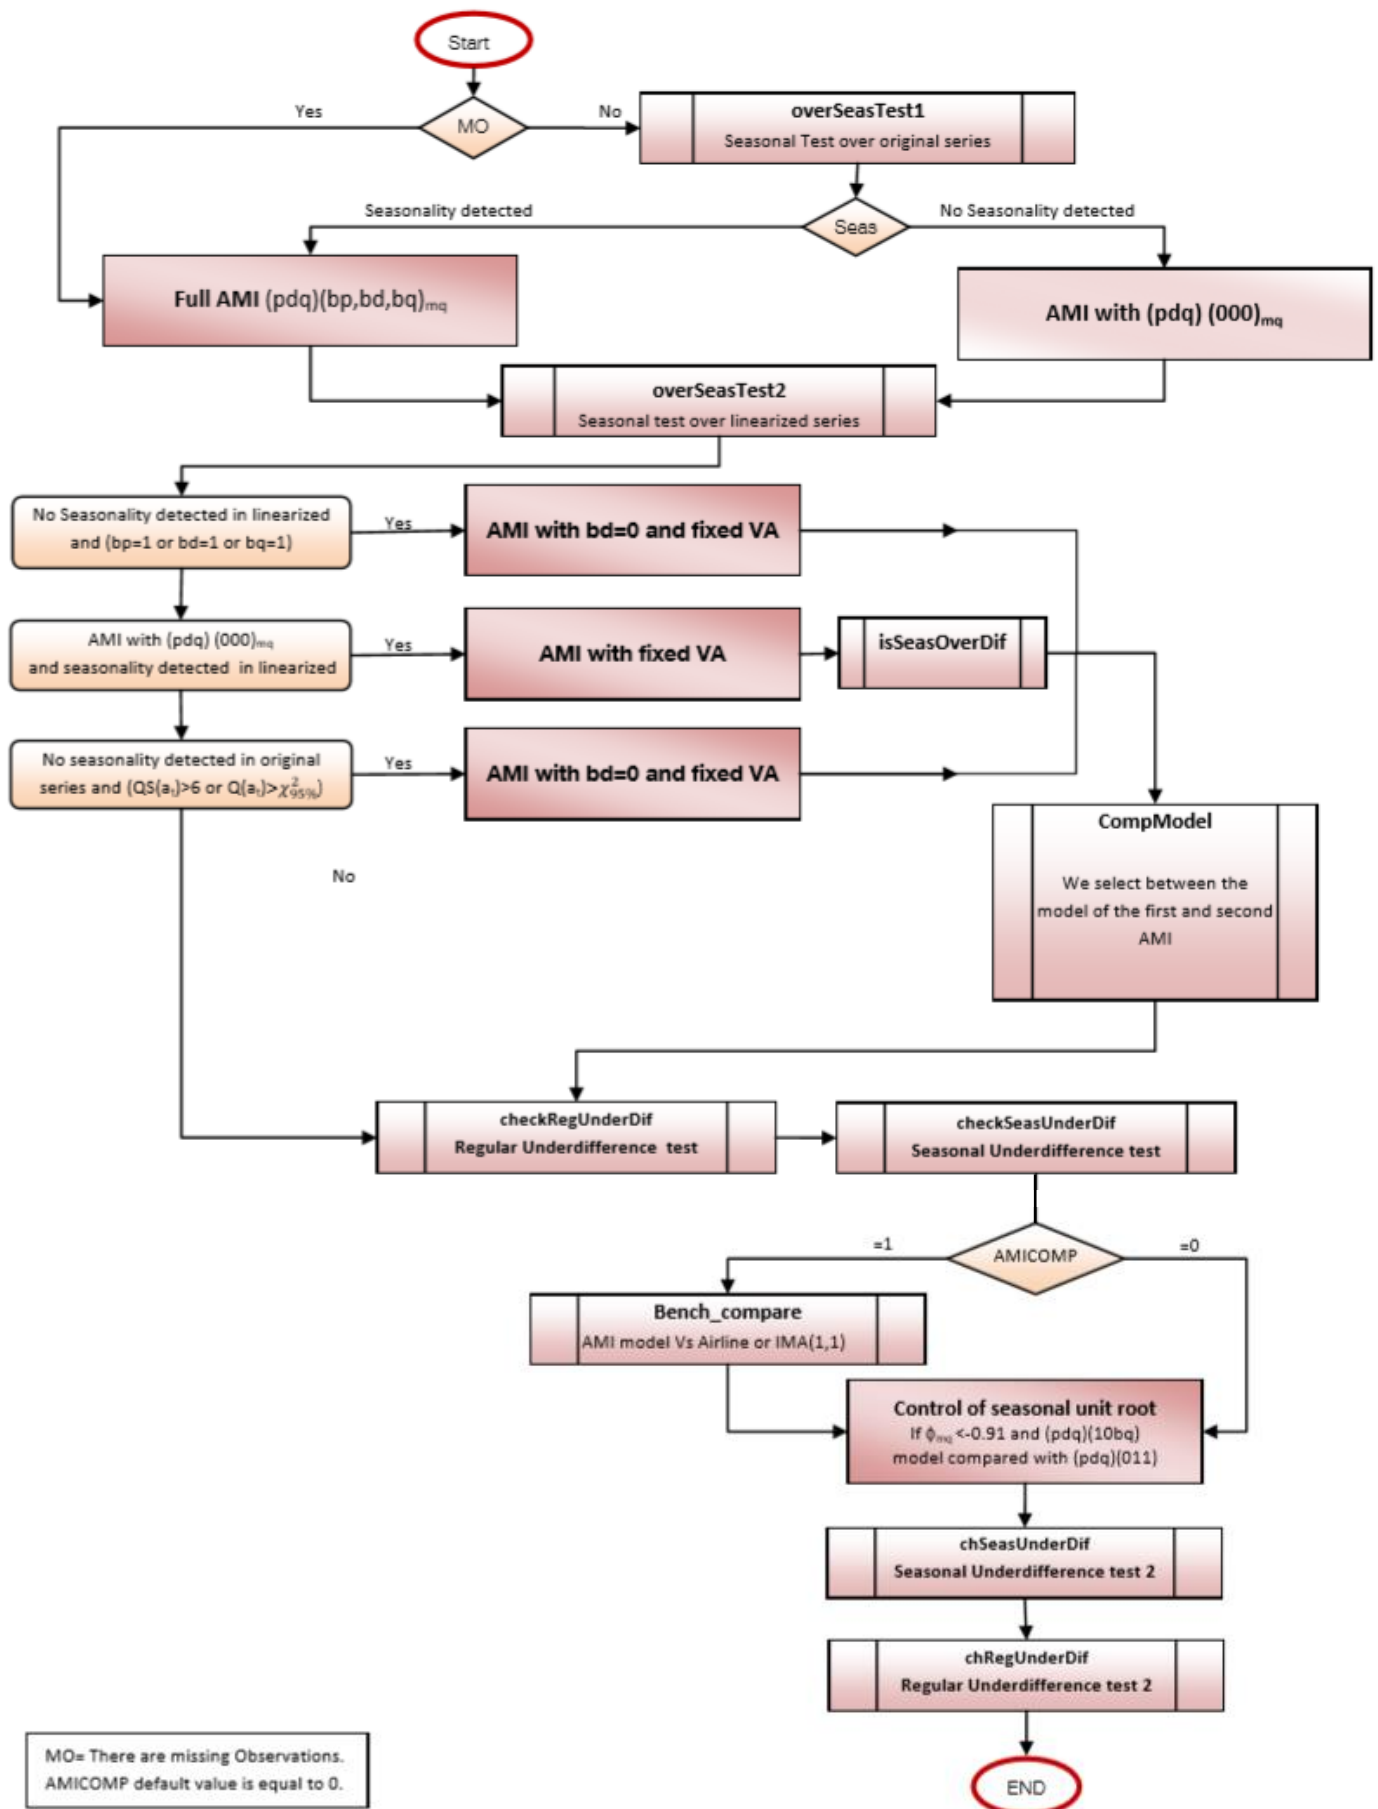 Start
Yes
MO
No
overSeasTest1
Seasonal Test over original series
Seasonality detected
Seas
No Seasonality detected
Full AMI (pdq)(bp,bd,bq)mq
AMI with (pdq) (000)mq
overSeasTest2
Seasonal test over linearized series
No Seasonality detected in linearized
and (bp=1 or bd=1 or bq=1)
Yes
AMI with bd=0 and fixed VA
AMI with (pdq) (000)mq
and seasonality detected in linearized
Yes
AMI with fixed VA
isSeasOverDif
No seasonality detected in original
series and (QS(aₜ)>6 or Q(aₜ)>χ²95%)
Yes
AMI with bd=0 and fixed VA
CompModel
We select between the
model of the first and second
AMI
No
checkRegUnderDif
Regular Underdifference test
checkSeasUnderDif
Seasonal Underdifference test
=1
AMICOMP
=0
Bench_compare
AMI model Vs Airline or IMA(1,1)
Control of seasonal unit root
If ϕmq <-0.91 and (pdq)(10bq)
model compared with (pdq)(011)
chSeasUnderDif
Seasonal Underdifference test 2
chRegUnderDif
Regular Underdifference test 2
MO= There are missing Observations.
AMICOMP default value is equal to 0.
END